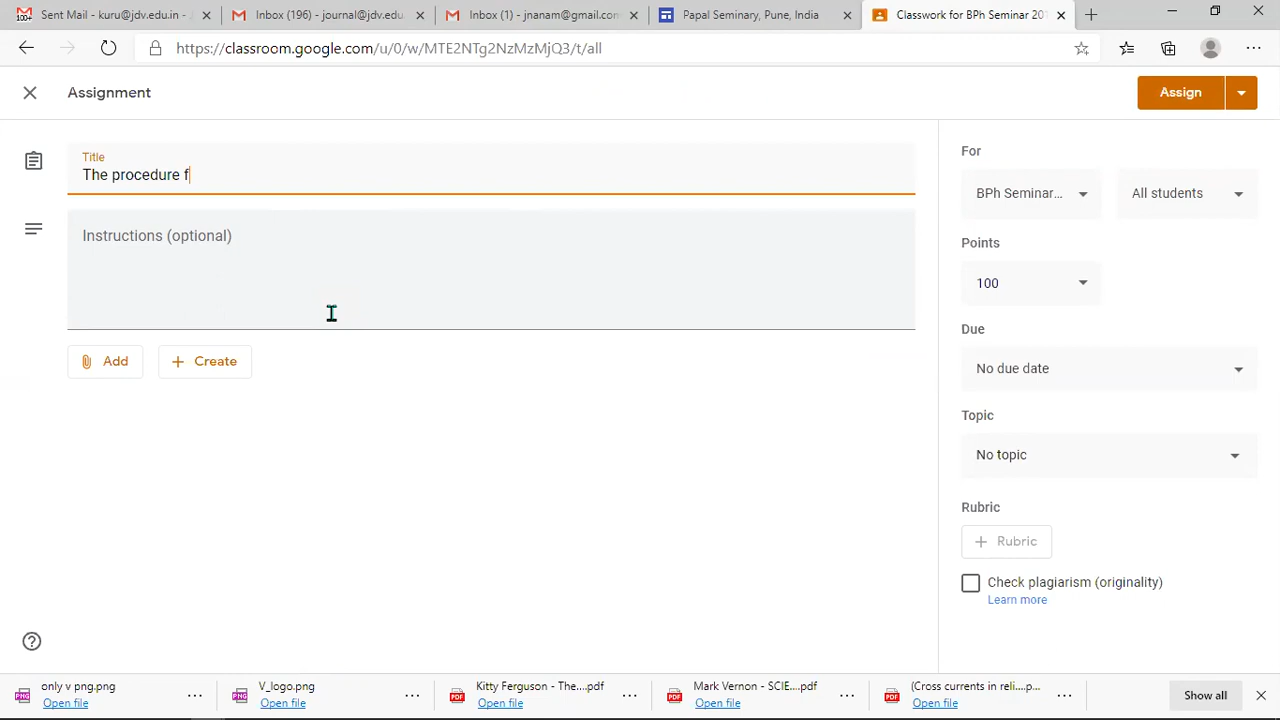 100+
Sent Mail - kuru@jdv.edu.in -
Inbox (196) - journal@jdv.edu.
Inbox (1) - jnanam@gmail.com
Papal Seminary, Pune, India
Classwork for BPh Seminar 201
https://classroom.google.com/u/0/w/MTE2NTg2NzMzMjQ3/t/all
Assignment
Assign
Title
The procedure f
Instructions (optional)
Add
Create
For
BPh Seminar...
All students
Points
100
Due
No due date
Topic
No topic
Rubric
Rubric
Check plagiarism (originality)
Learn more
only v png.png
Open file
V_logo.png
Open file
Kitty Ferguson - The....pdf
Open file
Mark Vernon - SCIE....pdf
Open file
(Cross currents in reli....p...
Open file
Show all